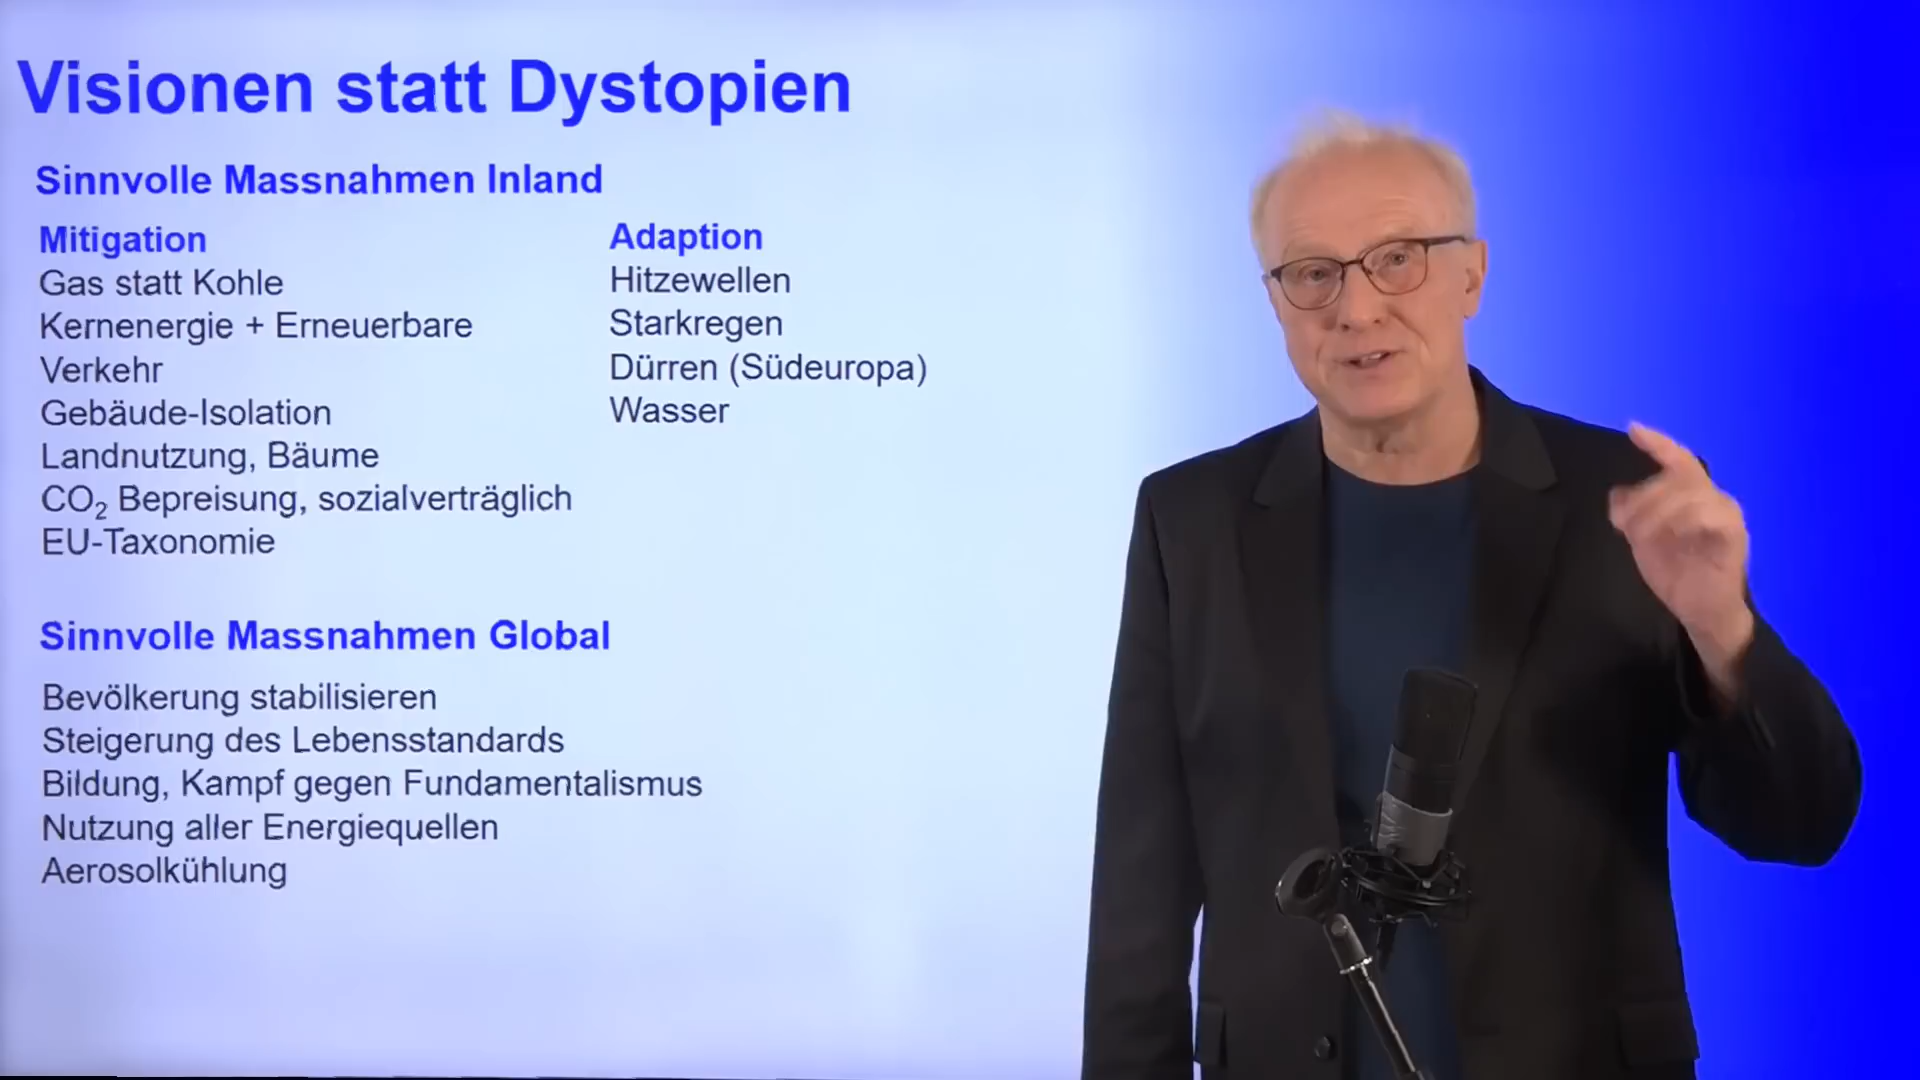 Visionen statt Dystopien
Sinnvolle Massnahmen Inland
Mitigation
Gas statt Kohle
Kernenergie + Erneuerbare
Verkehr
Gebäude-Isolation
Landnutzung, Bäume
CO₂ Bepreisung, sozialverträglich
EU-Taxonomie
Adaption
Hitzewellen
Starkregen
Dürren (Südeuropa)
Wasser
Sinnvolle Massnahmen Global
Bevölkerung stabilisieren
Steigerung des Lebensstandards
Bildung, Kampf gegen Fundamentalismus
Nutzung aller Energiequellen
Aerosolkühlung